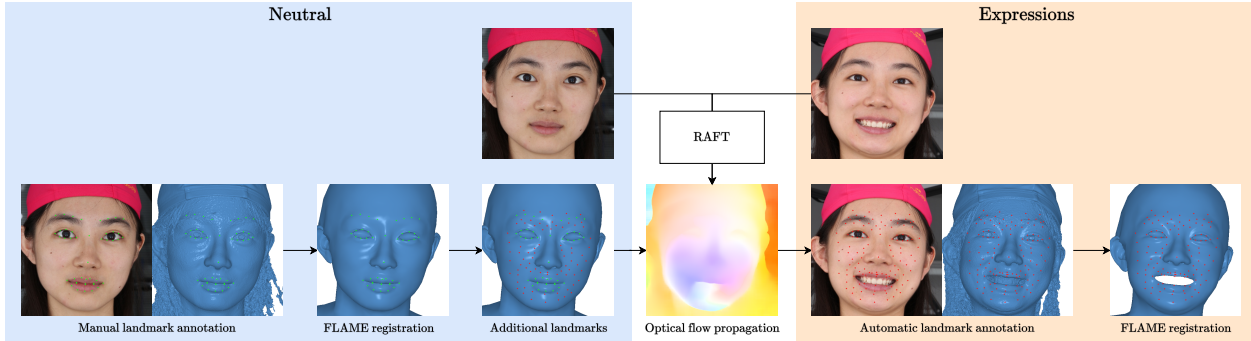 Neutral
Expressions
RAFT
Manual landmark annotation
FLAME registration
Additional landmarks
Optical flow propagation
Automatic landmark annotation
FLAME registration